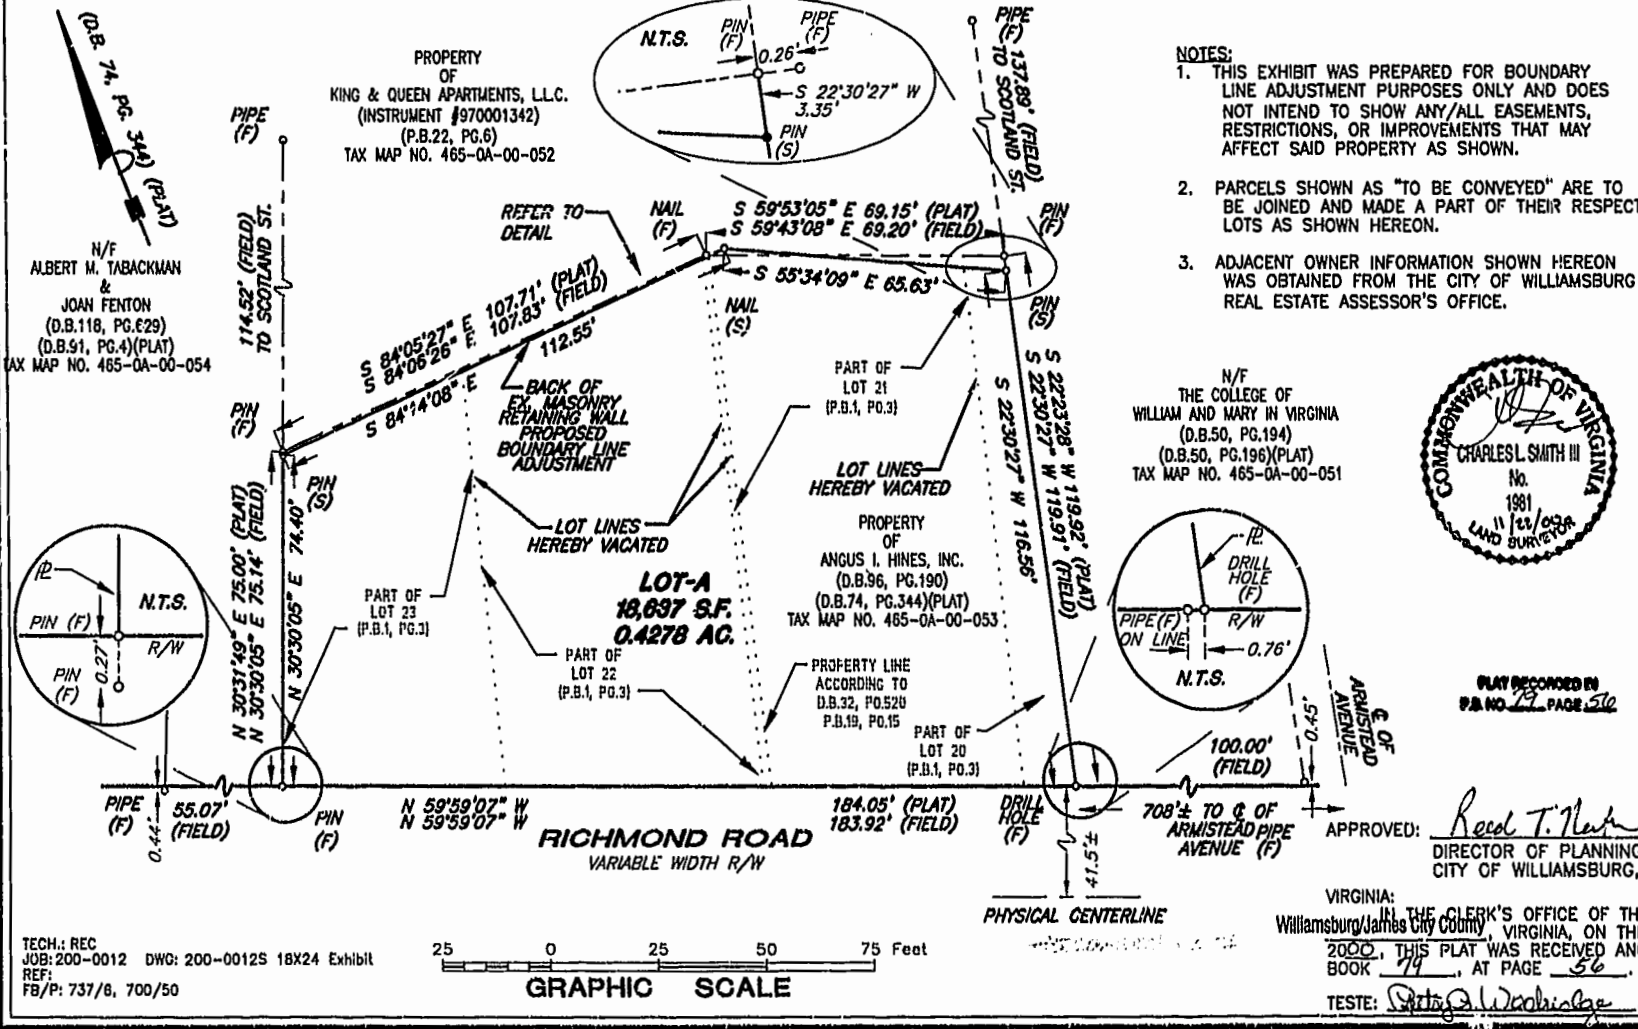 (D.B. 74, PG. 344) (PLAT)
PROPERTY
OF
KING & QUEEN APARTMENTS, L.L.C.
(INSTRUMENT #970001342)
(P.B.22, PG.6)
TAX MAP NO. 465-0A-00-052
N.T.S.
PIN
(F)
PIPE
(F)
0.26'
S 22°30'27" W
3.35'
PIN
(S)
PIPE
(F)
137.89' (FIELD)
TO SCOTLAND ST.
NOTES:
1. THIS EXHIBIT WAS PREPARED FOR BOUNDARY
LINE ADJUSTMENT PURPOSES ONLY AND DOES
NOT INTEND TO SHOW ANY/ALL EASEMENTS,
RESTRICTIONS, OR IMPROVEMENTS THAT MAY
AFFECT SAID PROPERTY AS SHOWN.
2. PARCELS SHOWN AS "TO BE CONVEYED" ARE TO
BE JOINED AND MADE A PART OF THEIR RESPECT
LOTS AS SHOWN HEREON.
3. ADJACENT OWNER INFORMATION SHOWN HEREON
WAS OBTAINED FROM THE CITY OF WILLIAMSBURG
REAL ESTATE ASSESSOR'S OFFICE.
PIPE
(F)
114.52' (FIELD)
TO SCOTLAND ST.
N/F
ALBERT M. TABACKMAN
&
JOAN FENTON
(D.B.118, PG.629)
(D.B.91, PG.4)(PLAT)
TAX MAP NO. 465-0A-00-054
REFER TO
DETAIL
NAIL
(F)
S 59°53'05" E 69.15' (PLAT)
S 59°43'08" E 69.20' (FIELD)
PIN
(F)
S 55°34'09" E 65.63'
NAIL
(S)
PIN
(S)
S 84°05'27" E 107.71' (PLAT)
S 84°06'26" E 107.83' (FIELD)
S 84°14'08" E 112.55'
BACK OF
EX. MASONRY
RETAINING WALL
PROPOSED
BOUNDARY LINE
ADJUSTMENT
PIN
(F)
PIN
(S)
PART OF
LOT 21
(P.B.1, PG.3)
S 22°23'28" W 119.92' (PLAT)
S 22°30'27" W 119.91' (FIELD)
S 22°30'27" W 116.56'
N/F
THE COLLEGE OF
WILLIAM AND MARY IN VIRGINIA
(D.B.50, PG.194)
(D.B.50, PG.196)(PLAT)
TAX MAP NO. 465-0A-00-051
COMMONWEALTH OF VIRGINIA
CHARLES L. SMITH III
No.
1981
LAND SURVEYOR
LOT LINES
HEREBY VACATED
LOT LINES
HEREBY VACATED
PROPERTY
OF
ANGUS I. HINES, INC.
(D.B.96, PG.190)
(D.B.74, PG.344)(PLAT)
TAX MAP NO. 465-0A-00-053
N 30°31'49" E 75.00' (PLAT)
N 30°30'05" E 75.14' (FIELD)
N 30°30'05" E 74.40'
PL
N.T.S.
PIN (F)
R/W
0.27'
PIN
(F)
PART OF
LOT 23
(P.B.1, PG.3)
LOT-A
18,637 S.F.
0.4278 AC.
PART OF
LOT 22
(P.B.1, PG.3)
PROPERTY LINE
ACCORDING TO
D.B.32, PG.520
P.B.19, PG.15
PART OF
LOT 20
(P.B.1, PG.3)
PL
DRILL
HOLE
(F)
PIPE(F)
ON LINE
R/W
0.76'
N.T.S.
PLAT RECORDED IN
P.B. NO 79 PAGE 56
℄ OF
ARMISTEAD
AVENUE
0.45'
100.00'
(FIELD)
PIPE
(F)
0.44'
55.07'
(FIELD)
PIN
(F)
N 59°59'07" W 184.05' (PLAT)
N 59°59'07" W 183.92' (FIELD)
DRILL
HOLE
(F)
708'± TO ℄ OF
ARMISTEAD
AVENUE
PIPE
(F)
RICHMOND ROAD
VARIABLE WIDTH R/W
41.5'±
PHYSICAL CENTERLINE
APPROVED:
DIRECTOR OF PLANNING
CITY OF WILLIAMSBURG,
VIRGINIA:
IN THE CLERK'S OFFICE OF TH
Williamsburg/James City County, VIRGINIA, ON TH
2000, THIS PLAT WAS RECEIVED AN
BOOK 79, AT PAGE 56.
TESTE:
TECH.: REC
JOB: 200-0012 DWG: 200-0012S 18X24 Exhibit
REF:
FB/P: 737/6, 700/50
25 0 25 50 75 Feet
GRAPHIC SCALE